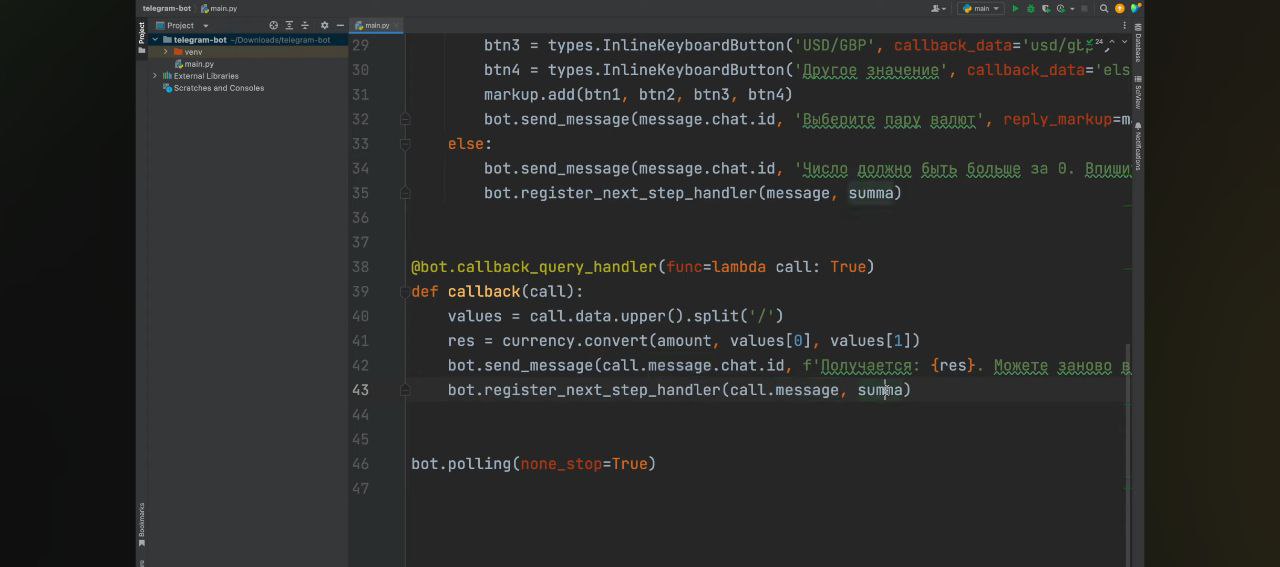 telegram-bot main.py
main
Project
main.py
Project
telegram-bot ~/Downloads/telegram-bot
venv
main.py
External Libraries
Scratches and Consoles
29 btn3 = types.InlineKeyboardButton('USD/GBP', callback_data='usd/gb
24
30 btn4 = types.InlineKeyboardButton('Другое значение', callback_data='els
31 markup.add(btn1, btn2, btn3, btn4)
32 bot.send_message(message.chat.id, 'Выберите пару валют', reply_markup=m
33 else:
34 bot.send_message(message.chat.id, 'Число должно быть больше за 0. Впиши
35 bot.register_next_step_handler(message, summa)
36
37
38 @bot.callback_query_handler(func=lambda call: True)
39 def callback(call):
40 values = call.data.upper().split('/')
41 res = currency.convert(amount, values[0], values[1])
42 bot.send_message(call.message.chat.id, f'Получается: {res}. Можете заново в
43 bot.register_next_step_handler(call.message, summa)
44
45
46 bot.polling(none_stop=True)
47
Database
SciView
Notifications
Bookmarks